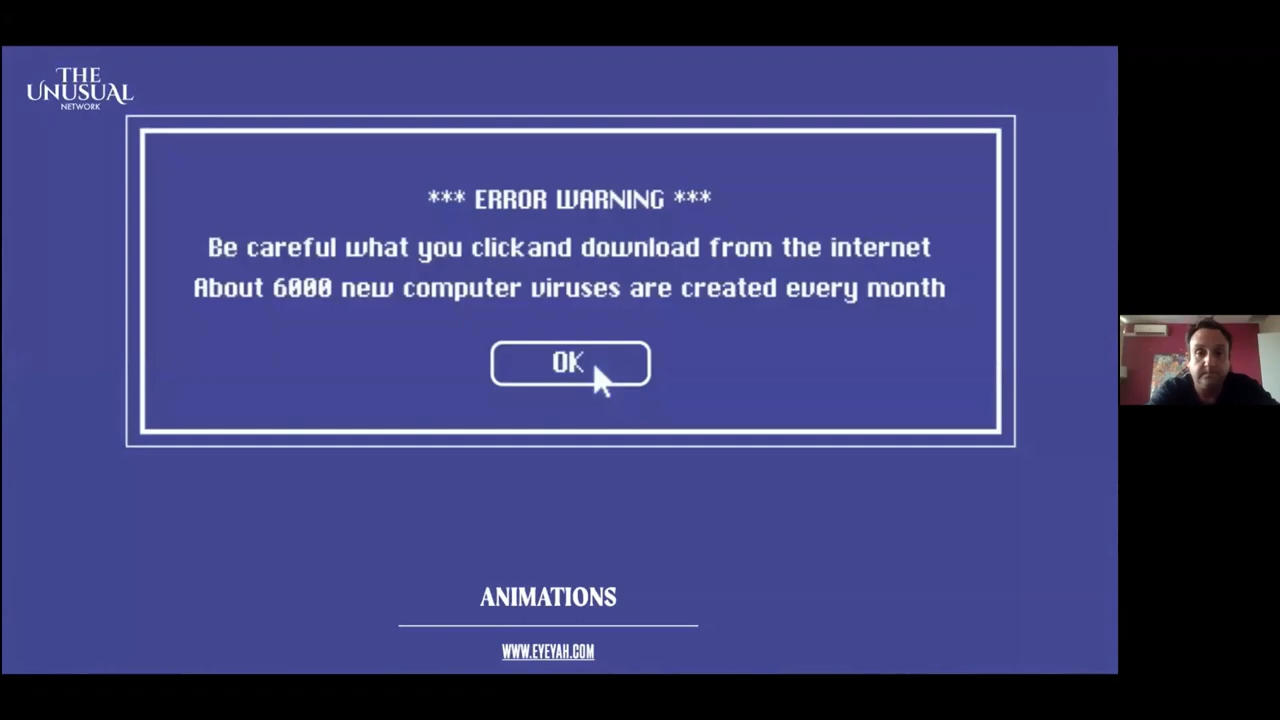 THE
UNUSUAL
NETWORK
*** ERROR WARNING ***
Be careful what you clickand download from the internet
About 6000 new computer viruses are created every month
OK
ANIMATIONS
WWW.EYEYAH.COM